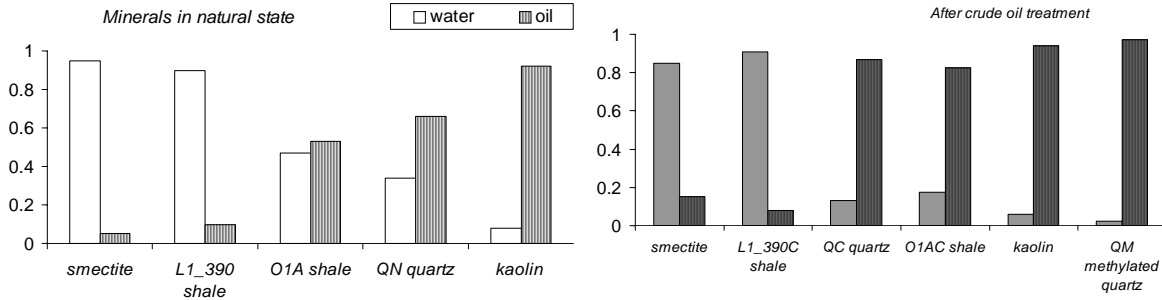 Minerals in natural state
water oil
1
0.8
0.6
0.4
0.2
0
smectite L1_390 O1A shale QN quartz kaolin
shale
After crude oil treatment
1
0.8
0.6
0.4
0.2
0
smectite L1_390C QC quartz O1AC shale kaolin QM
shale methylated
quartz